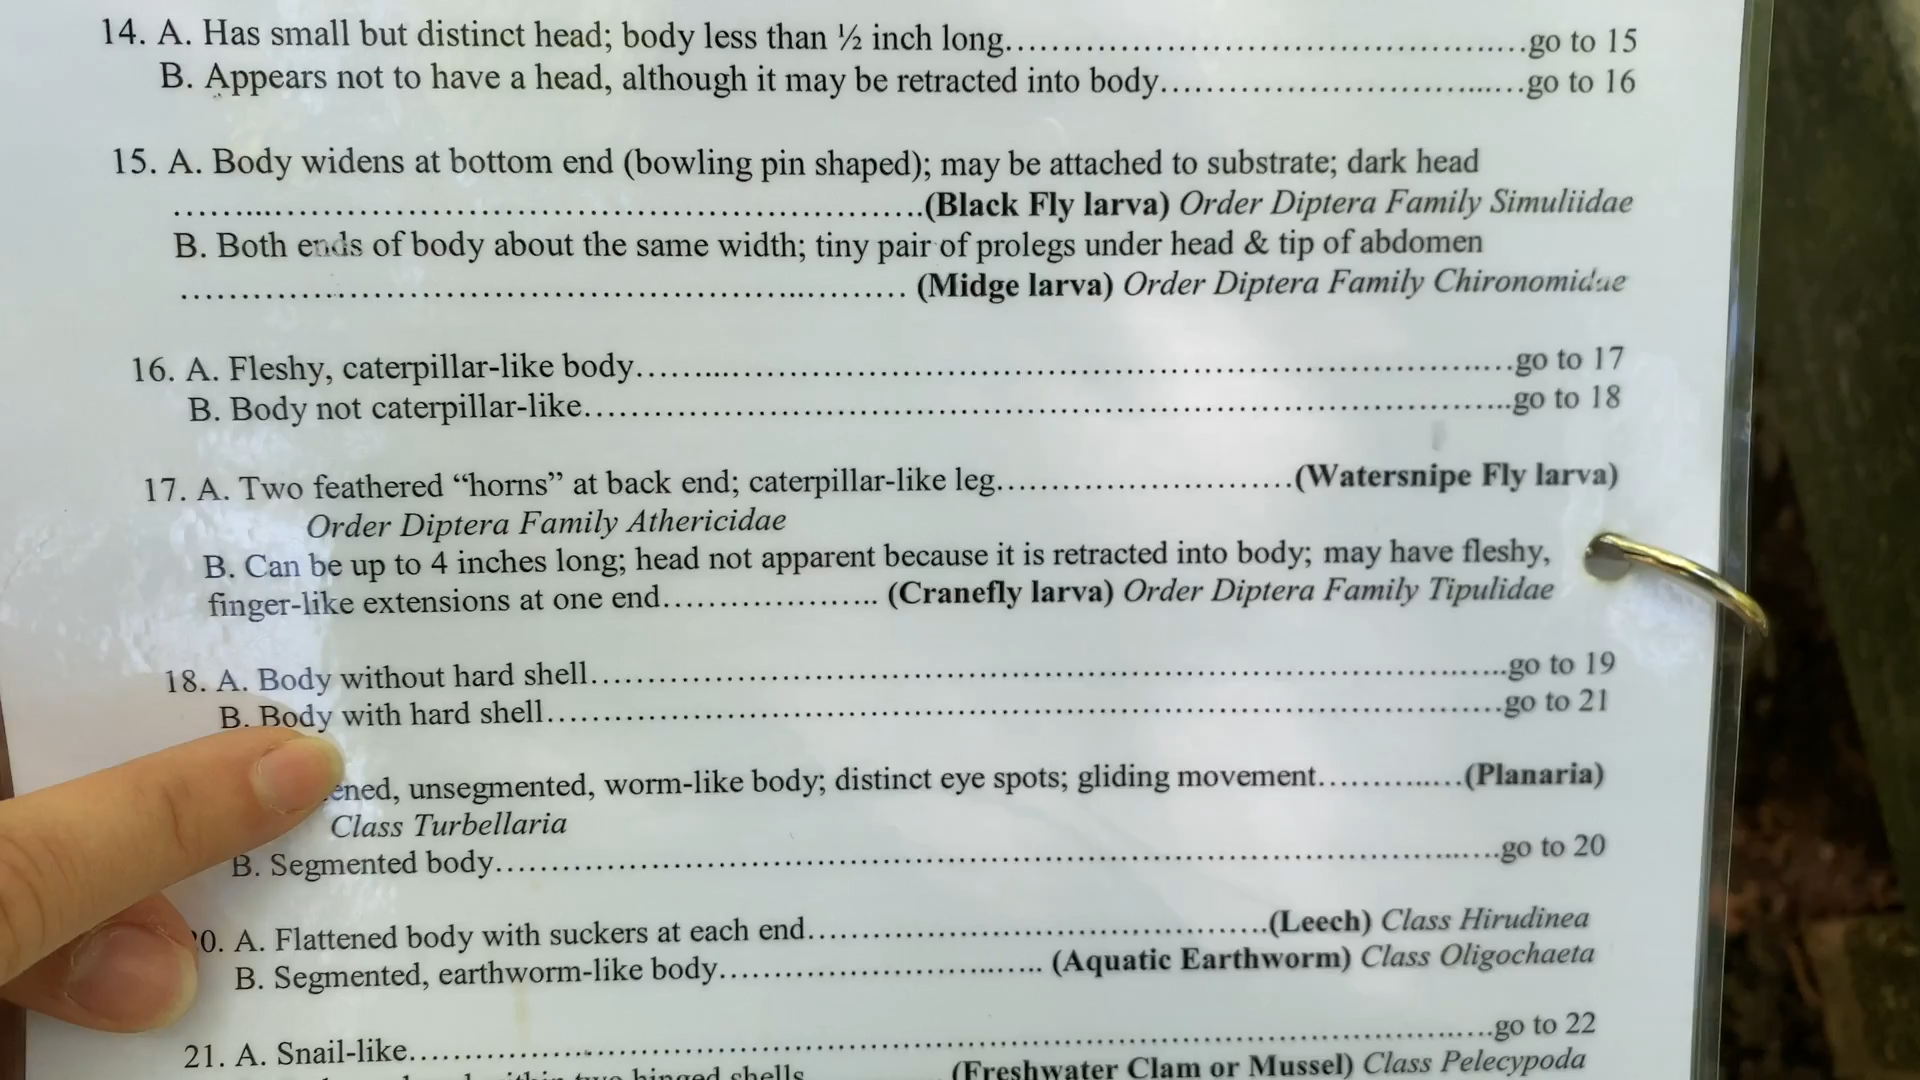 14. A. Has small but distinct head; body less than ½ inch long....................go to 15
B. Appears not to have a head, although it may be retracted into body....................go to 16
15. A. Body widens at bottom end (bowling pin shaped); may be attached to substrate; dark head
....................(Black Fly larva) Order Diptera Family Simuliidae
B. Both ends of body about the same width; tiny pair of prolegs under head & tip of abdomen
.................... (Midge larva) Order Diptera Family Chironomidae
16. A. Fleshy, caterpillar-like body....................go to 17
B. Body not caterpillar-like....................go to 18
17. A. Two feathered “horns” at back end; caterpillar-like leg....................(Watersnipe Fly larva)
Order Diptera Family Athericidae
B. Can be up to 4 inches long; head not apparent because it is retracted into body; may have fleshy,
finger-like extensions at one end.................... (Cranefly larva) Order Diptera Family Tipulidae
18. A. Body without hard shell....................go to 19
B. Body with hard shell....................go to 21
unsegmented, worm-like body; distinct eye spots; gliding movement....................(Planaria)
Class Turbellaria
B. Segmented body....................go to 20
0. A. Flattened body with suckers at each end....................(Leech) Class Hirudinea
B. Segmented, earthworm-like body.................... (Aquatic Earthworm) Class Oligochaeta
21. A. Snail-like....................go to 22
two hinged shells (Freshwater Clam or Mussel) Class Pelecypoda